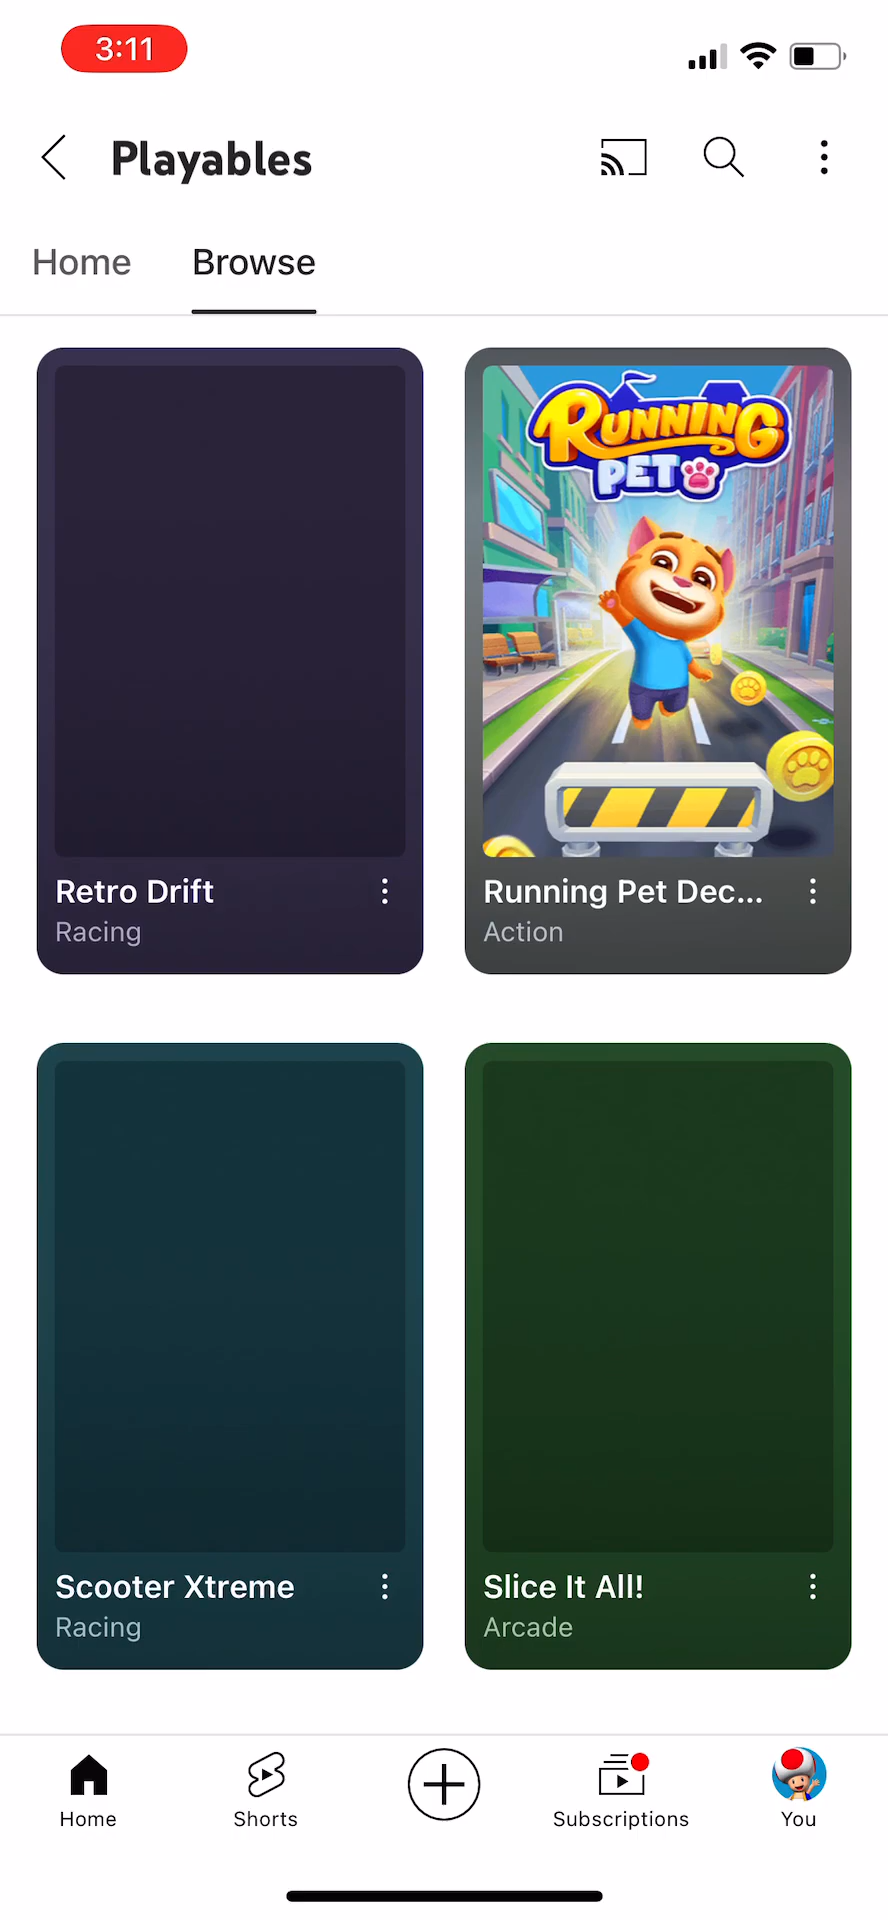 3:11
Playables
Home Browse
RUNNING
PET
Retro Drift
Racing
Running Pet Dec...
Action
Scooter Xtreme
Racing
Slice It All!
Arcade
Home Shorts Subscriptions You